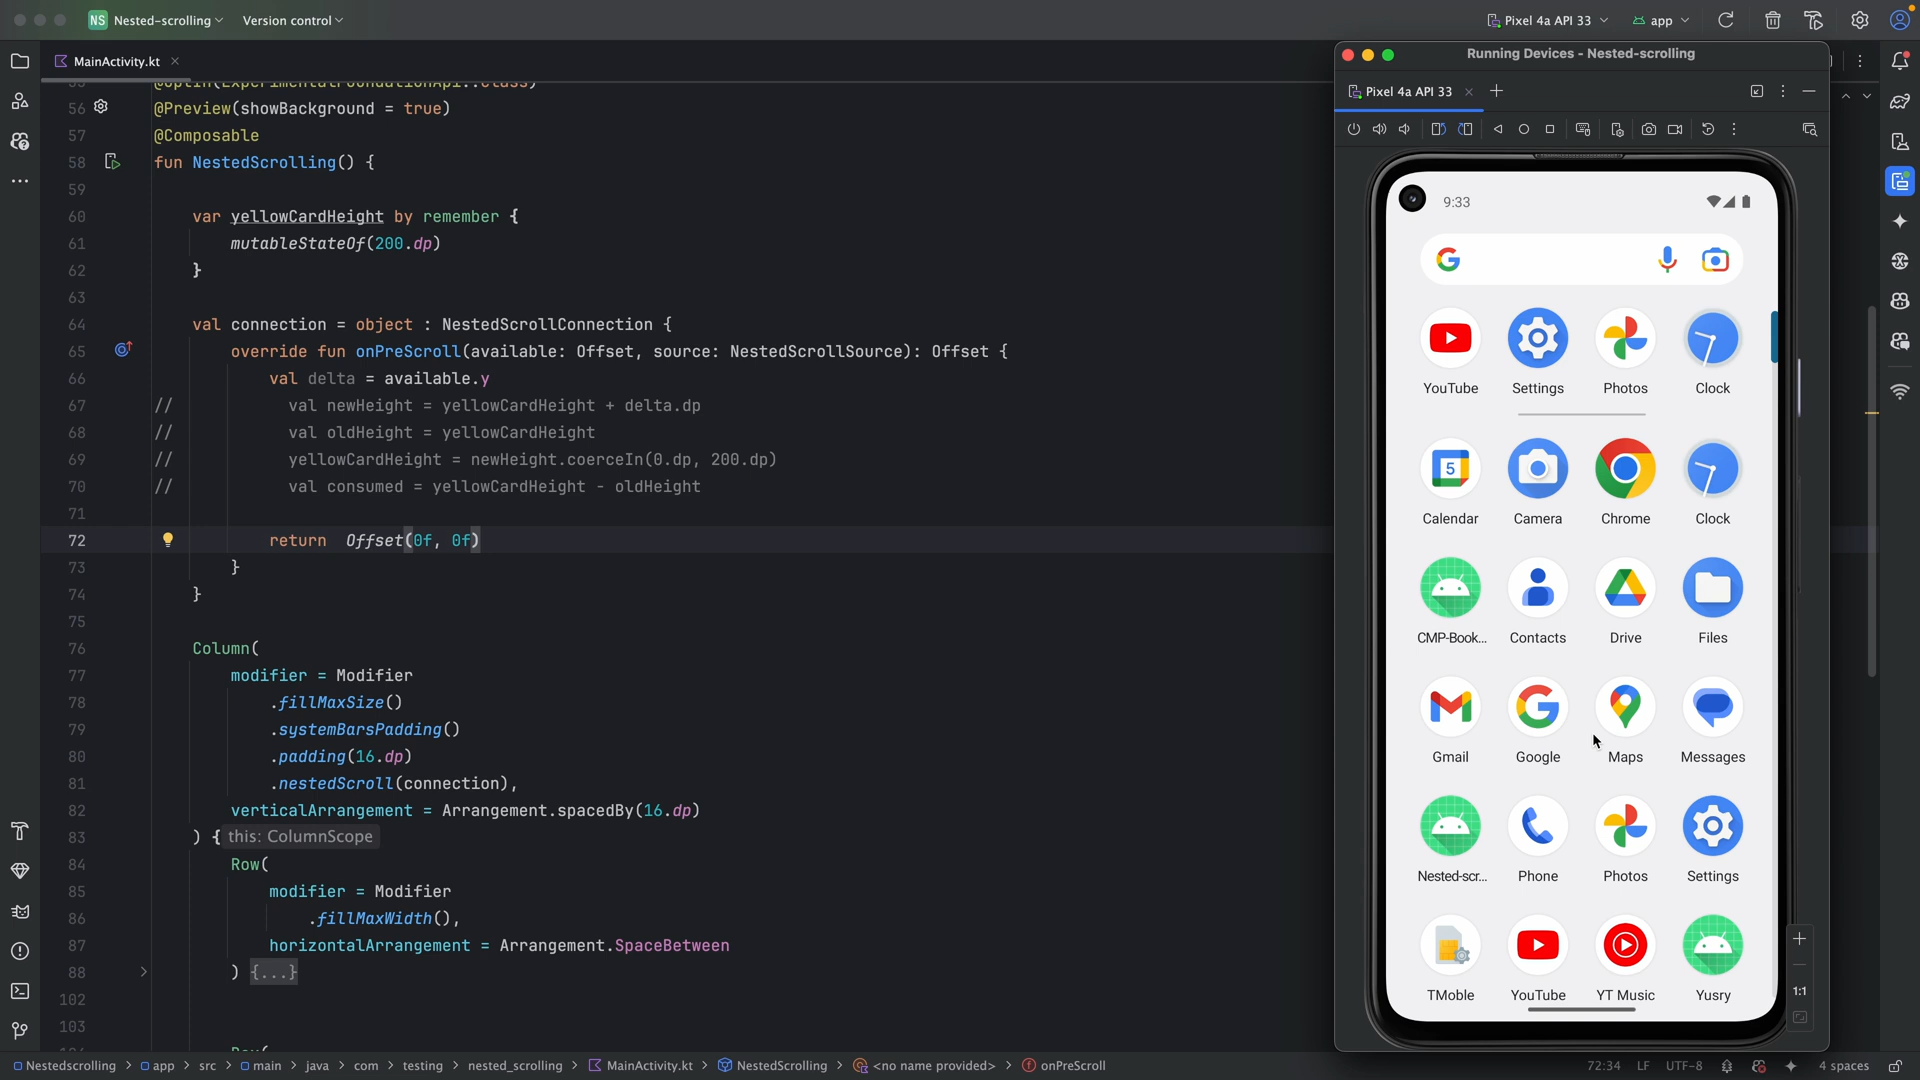 NS Nested-scrolling Version control
Pixel 4a API 33 app
MainActivity.kt
Running Devices - Nested-scrolling
Pixel 4a API 33
56 @Preview(showBackground = true)
57 @Composable
58 fun NestedScrolling() {
59
60 var yellowCardHeight by remember {
61 mutableStateOf(200.dp)
62 }
63
64 val connection = object : NestedScrollConnection {
65 override fun onPreScroll(available: Offset, source: NestedScrollSource): Offset {
66 val delta = available.y
67 // val newHeight = yellowCardHeight + delta.dp
68 // val oldHeight = yellowCardHeight
69 // yellowCardHeight = newHeight.coerceIn(0.dp, 200.dp)
70 // val consumed = yellowCardHeight - oldHeight
71
72 return Offset(0f, 0f)
73 }
74 }
75
76 Column(
77 modifier = Modifier
78 .fillMaxSize()
79 .systemBarsPadding()
80 .padding(16.dp)
81 .nestedScroll(connection),
82 verticalArrangement = Arrangement.spacedBy(16.dp)
83 ) { this: ColumnScope
84 Row(
85 modifier = Modifier
86 .fillMaxWidth(),
87 horizontalArrangement = Arrangement.SpaceBetween
88 ) {...}
102
103
9:33
YouTube Settings Photos Clock
5
Calendar Camera Chrome Clock
CMP-Book... Contacts Drive Files
Gmail Google Maps Messages
Nested-scr... Phone Photos Settings
TMoble YouTube YT Music Yusry
1:1
Nestedscrolling > app > src > main > java > com > testing > nested_scrolling > MainActivity.kt > NestedScrolling > <no name provided> > onPreScroll
72:34 LF UTF-8 4 spaces